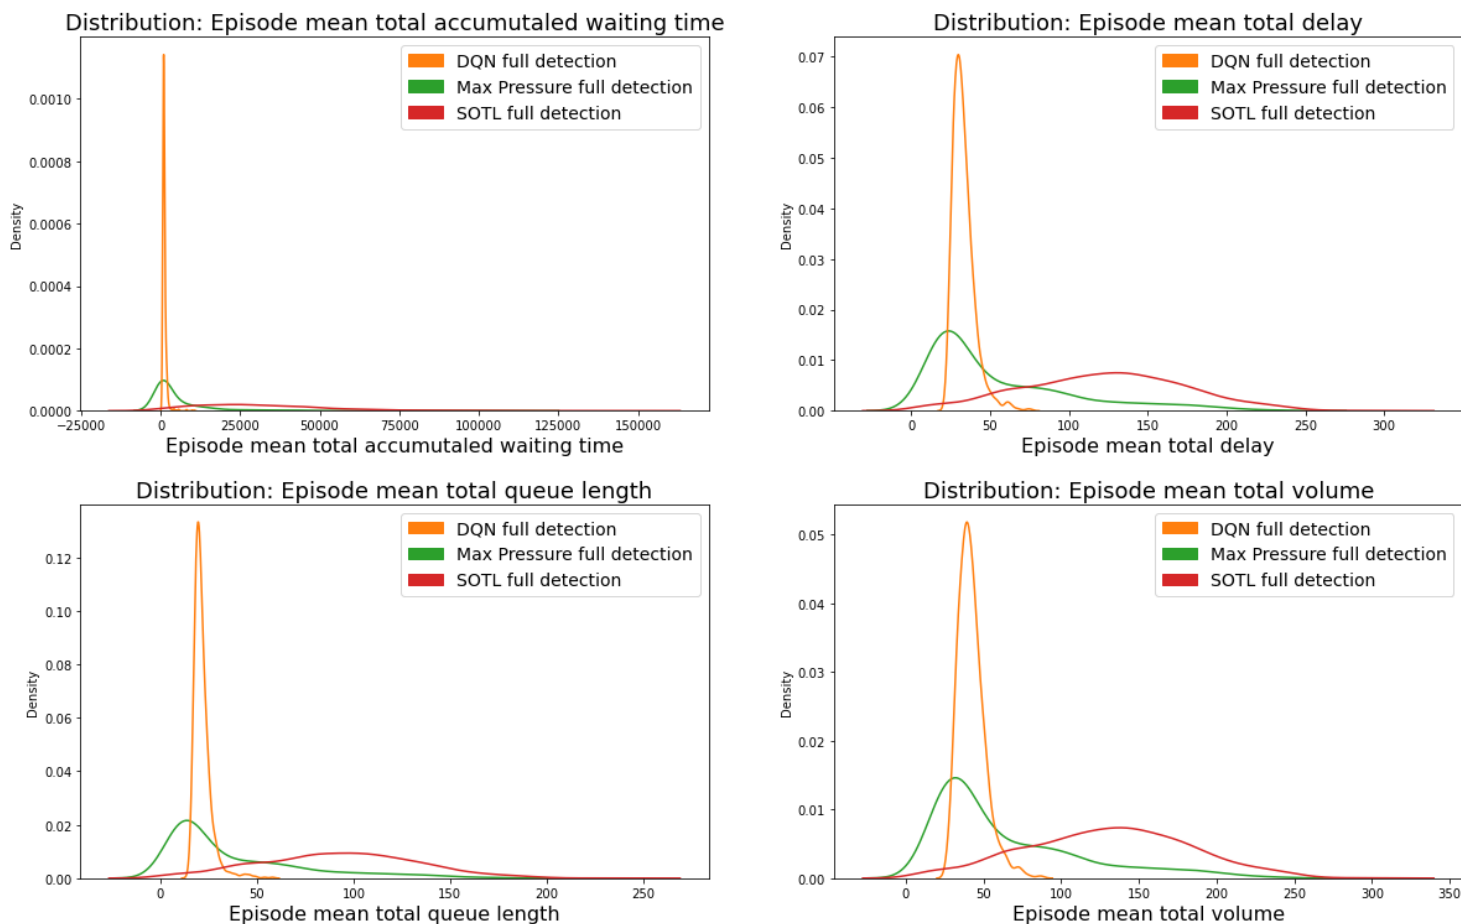 Distribution: Episode mean total accumutaled waiting time
DQN full detection
Max Pressure full detection
SOTL full detection
0.0010
0.0008
0.0006
0.0004
0.0002
0.0000
Density
−25000 0 25000 50000 75000 100000 125000 150000
Episode mean total accumutaled waiting time
Distribution: Episode mean total delay
DQN full detection
Max Pressure full detection
SOTL full detection
0.07
0.06
0.05
0.04
0.03
0.02
0.01
0.00
Density
0 50 100 150 200 250 300
Episode mean total delay
Distribution: Episode mean total queue length
DQN full detection
Max Pressure full detection
SOTL full detection
0.12
0.10
0.08
0.06
0.04
0.02
0.00
Density
0 50 100 150 200 250
Episode mean total queue length
Distribution: Episode mean total volume
DQN full detection
Max Pressure full detection
SOTL full detection
0.05
0.04
0.03
0.02
0.01
0.00
Density
0 50 100 150 200 250 300 350
Episode mean total volume